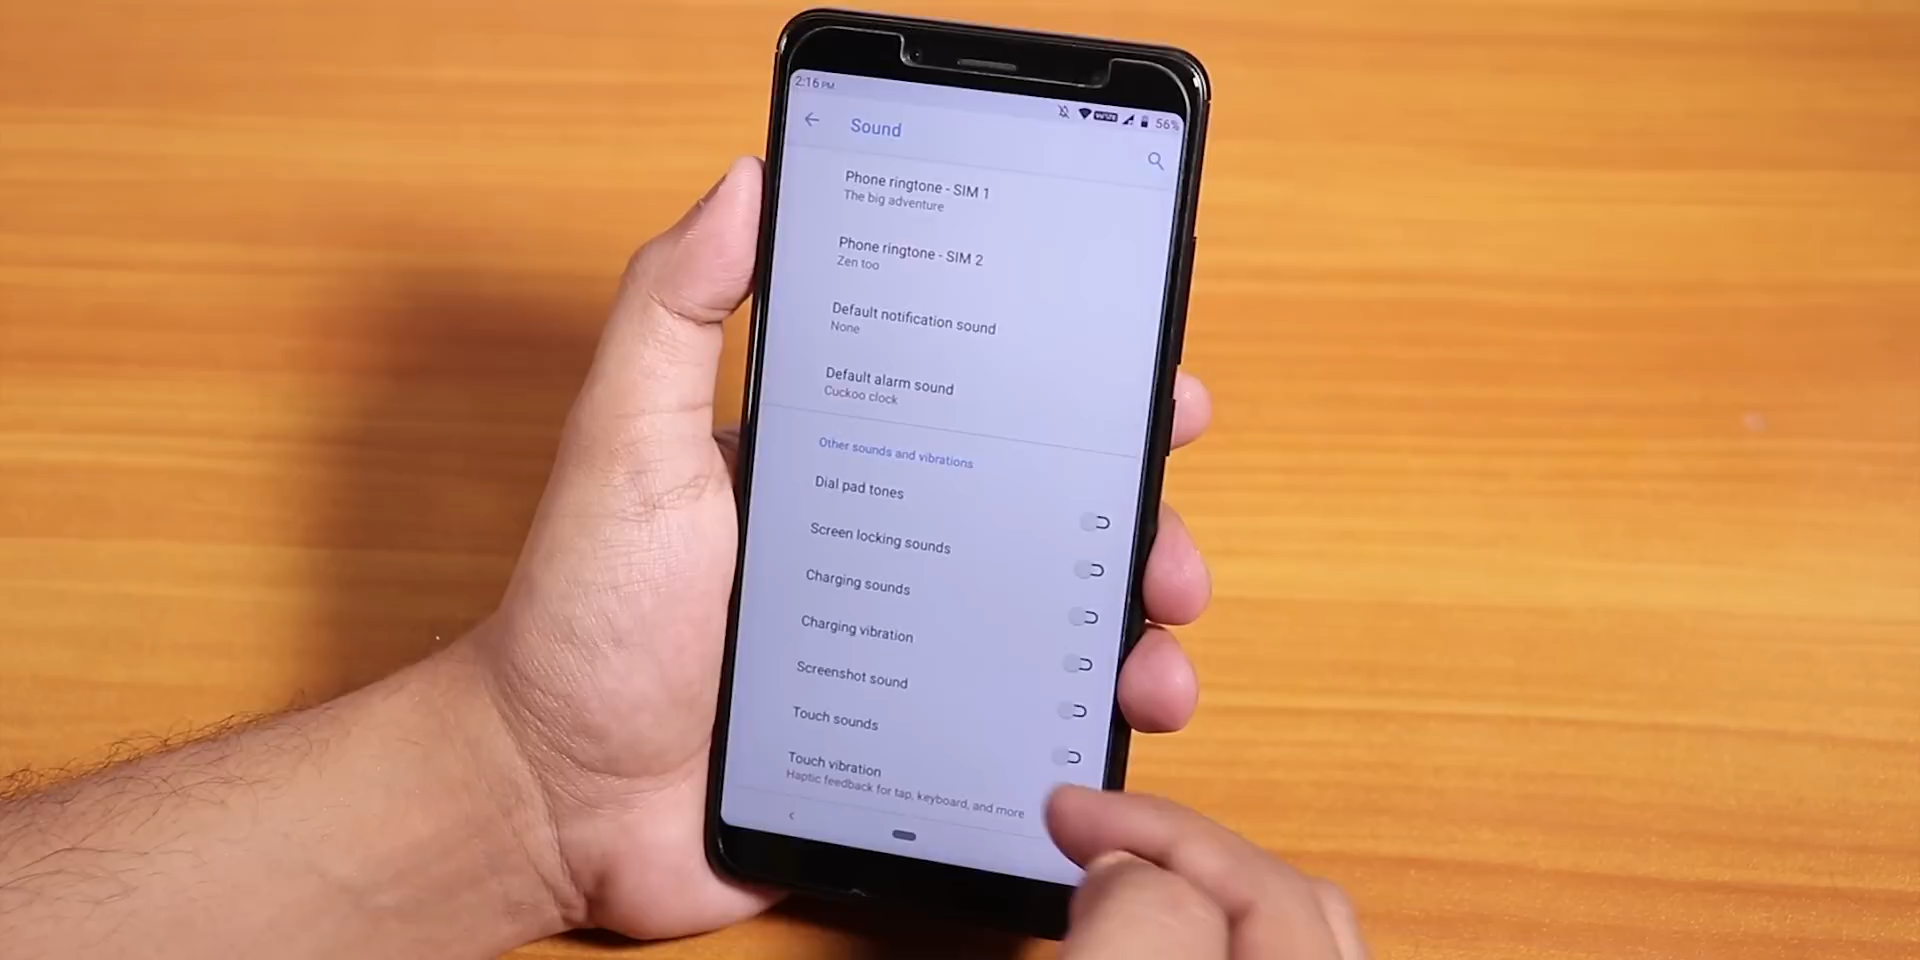 2:16 PM
56%
Sound
Phone ringtone - SIM 1
The big adventure
Phone ringtone - SIM 2
Zen too
Default notification sound
None
Default alarm sound
Cuckoo clock
Other sounds and vibrations
Dial pad tones
Screen locking sounds
Charging sounds
Charging vibration
Screenshot sound
Touch sounds
Touch vibration
Haptic feedback for tap, keyboard, and more